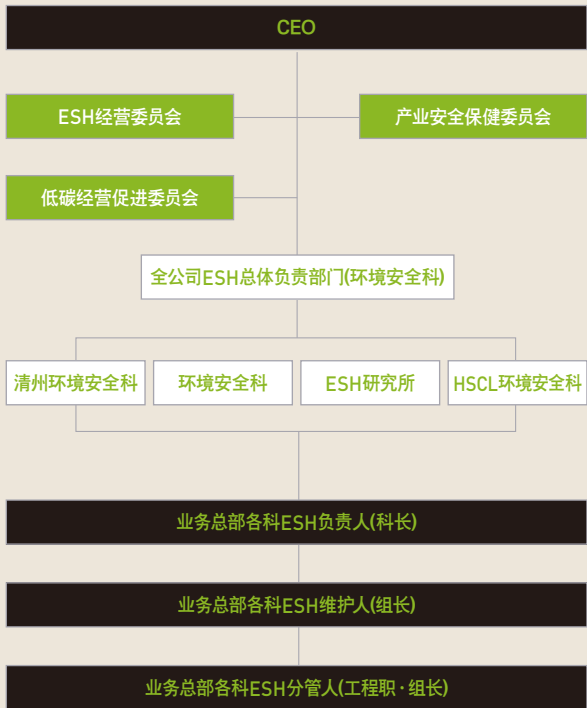 CEO
ESH经营委员会
产业安全保健委员会
低碳经营促进委员会
全公司ESH总体负责部门(环境安全科)
清州环境安全科
环境安全科
ESH研究所
HSCL环境安全科
业务总部各科ESH负责人(科长)
业务总部各科ESH维护人(组长)
业务总部各科ESH分管人(工程职·组长)